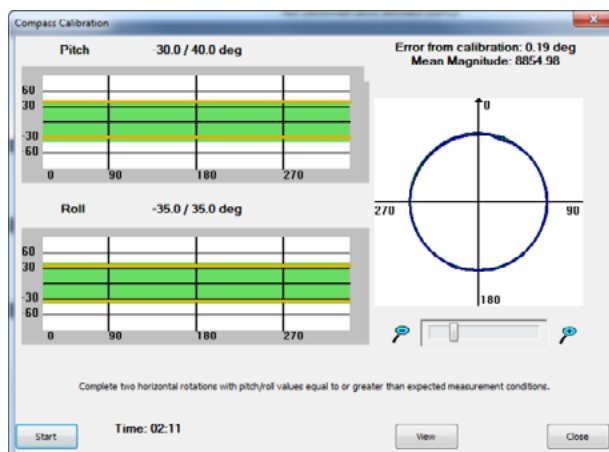 Compass Calibration
Pitch -30.0 / 40.0 deg
60
30
-30
-60
0 90 180 270
Roll -35.0 / 35.0 deg
60
30
-30
-60
0 90 180 270
Error from calibration: 0.19 deg
Mean Magnitude: 8854.98
0
270 90
180
Complete two horizontal rotations with pitch/roll values equal to or greater than expected measurement conditions.
Start Time: 02:11 View Close